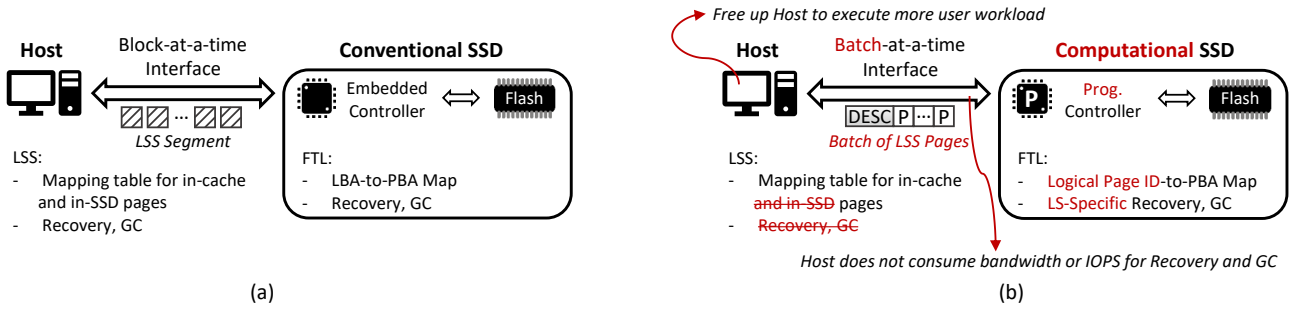 Host
Block-at-a-time
Interface
Conventional SSD
Embedded
Controller
Flash
···
LSS Segment
LSS:
- Mapping table for in-cache
and in-SSD pages
- Recovery, GC
FTL:
- LBA-to-PBA Map
- Recovery, GC
(a)
Free up Host to execute more user workload
Host
Batch-at-a-time
Interface
Computational SSD
P
Prog.
Controller
Flash
DESC P ··· P
Batch of LSS Pages
LSS:
- Mapping table for in-cache
and in-SSD pages
- Recovery, GC
FTL:
- Logical Page ID-to-PBA Map
- LS-Specific Recovery, GC
Host does not consume bandwidth or IOPS for Recovery and GC
(b)